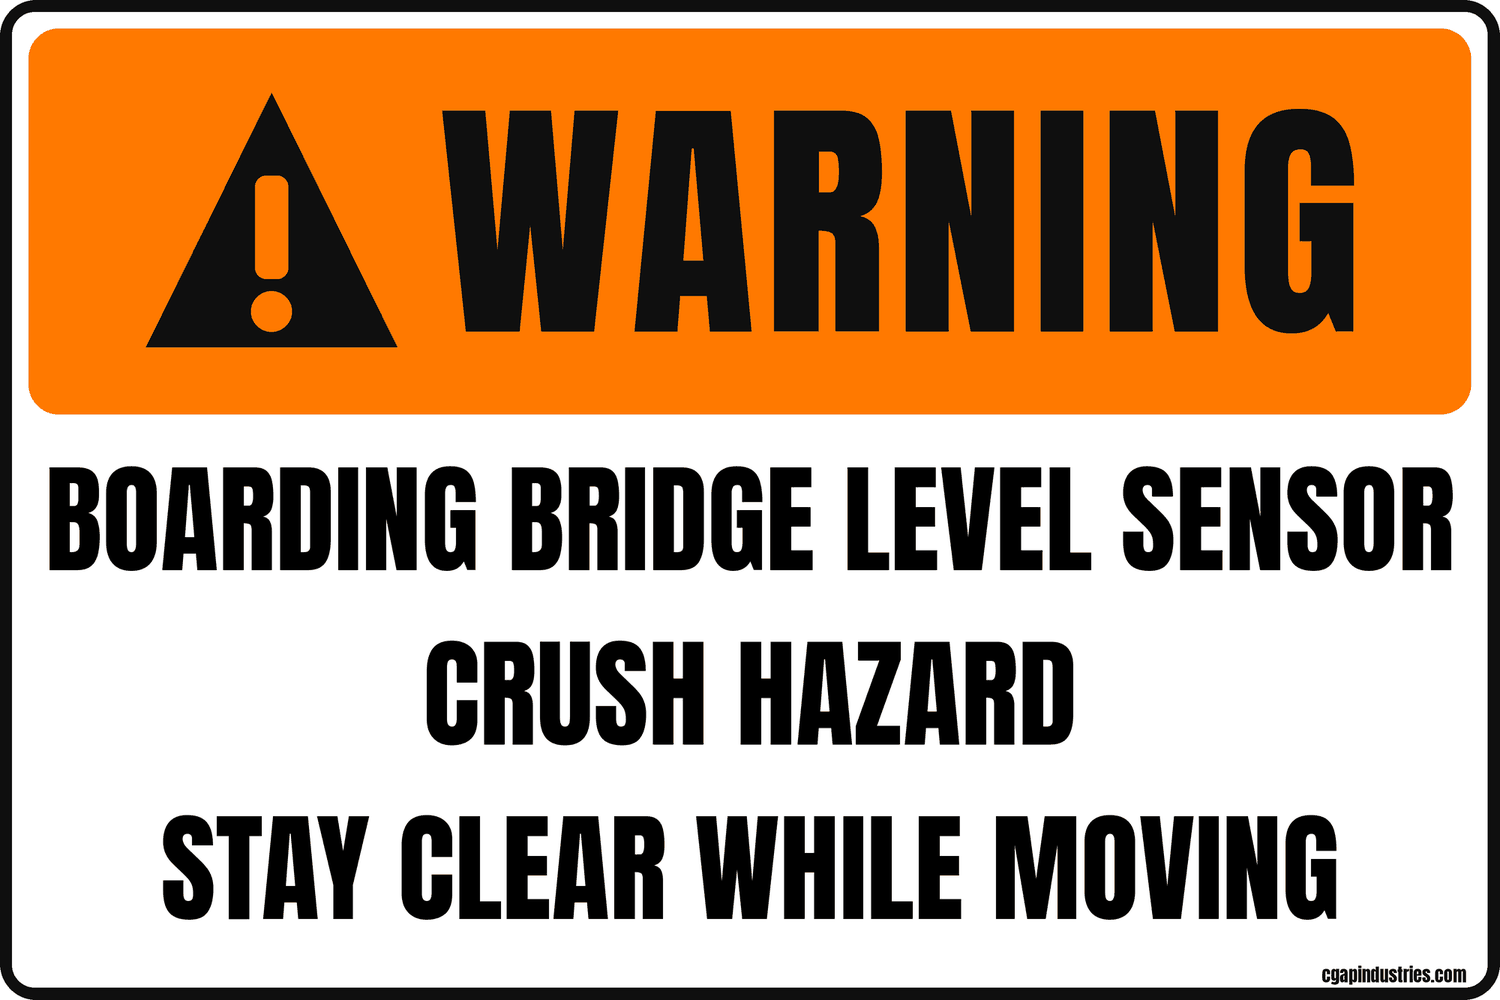 WARNING
BOARDING BRIDGE LEVEL SENSOR
CRUSH HAZARD
STAY CLEAR WHILE MOVING
cgapindustries.com